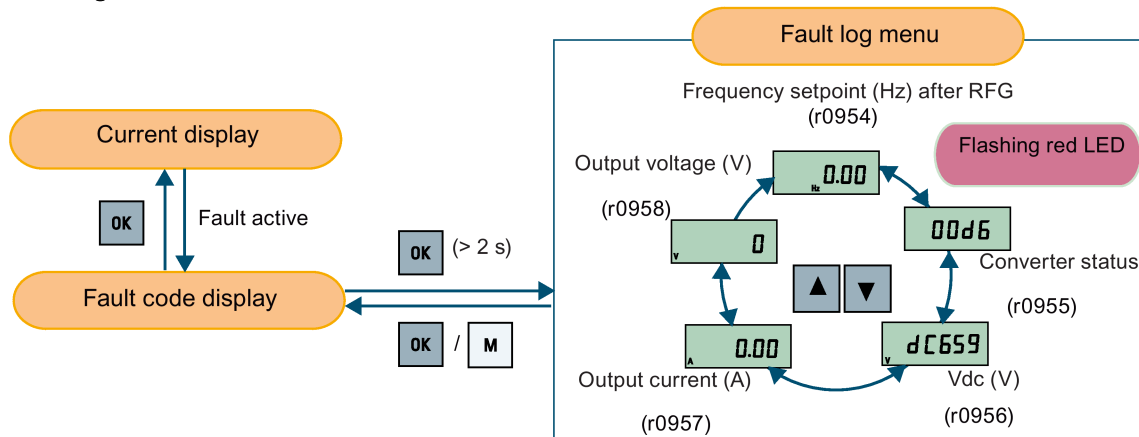 Fault log menu
Frequency setpoint (Hz) after RFG
(r0954)
Current display
Flashing red LED
Output voltage (V)
Hz 0.00
(r0958)
OK
Fault active
V 0
00d6
OK (> 2 s)
Converter status
(r0955)
▲ ▼
Fault code display
OK / M
A 0.00
V dC659
Output current (A)
Vdc (V)
(r0957)
(r0956)